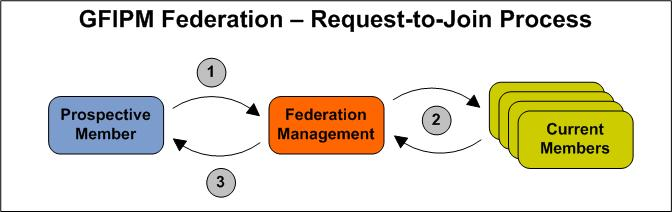 GFIPM Federation – Request-to-Join Process
1
Prospective
Member
Federation
Management
2
Current
Members
3